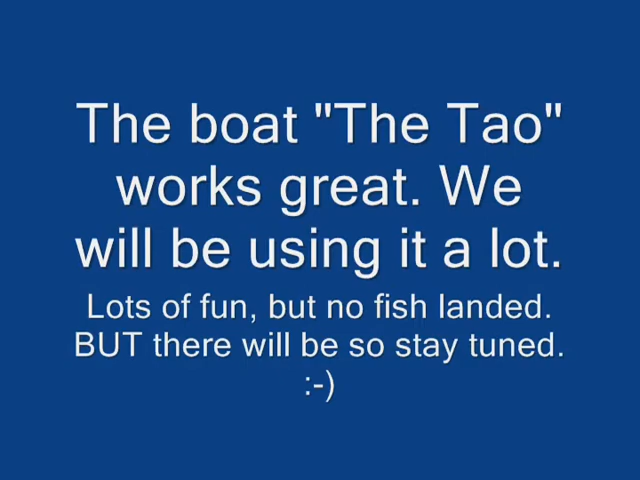 The boat "The Tao"
works great. We
will be using it a lot.
Lots of fun, but no fish landed.
BUT there will be so stay tuned.
:-)